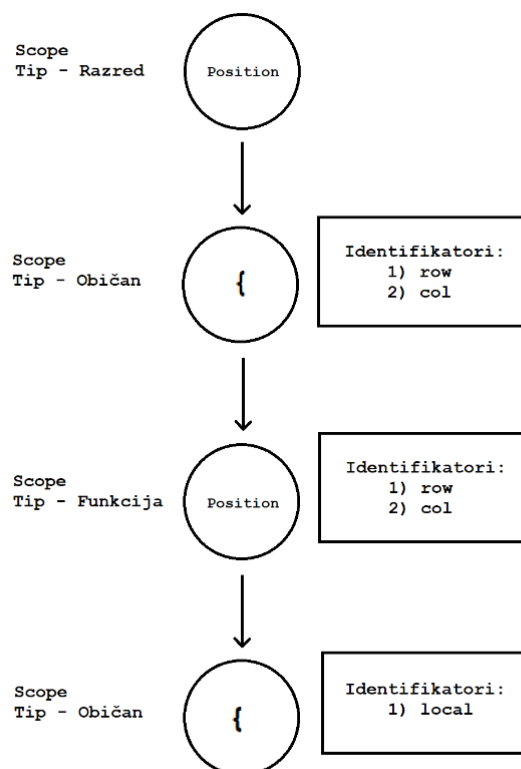 Scope
Tip - Razred
Position
Scope
Tip - Običan
{
Identifikatori:
1) row
2) col
Scope
Tip - Funkcija
Position
Identifikatori:
1) row
2) col
Scope
Tip - Običan
{
Identifikatori:
1) local